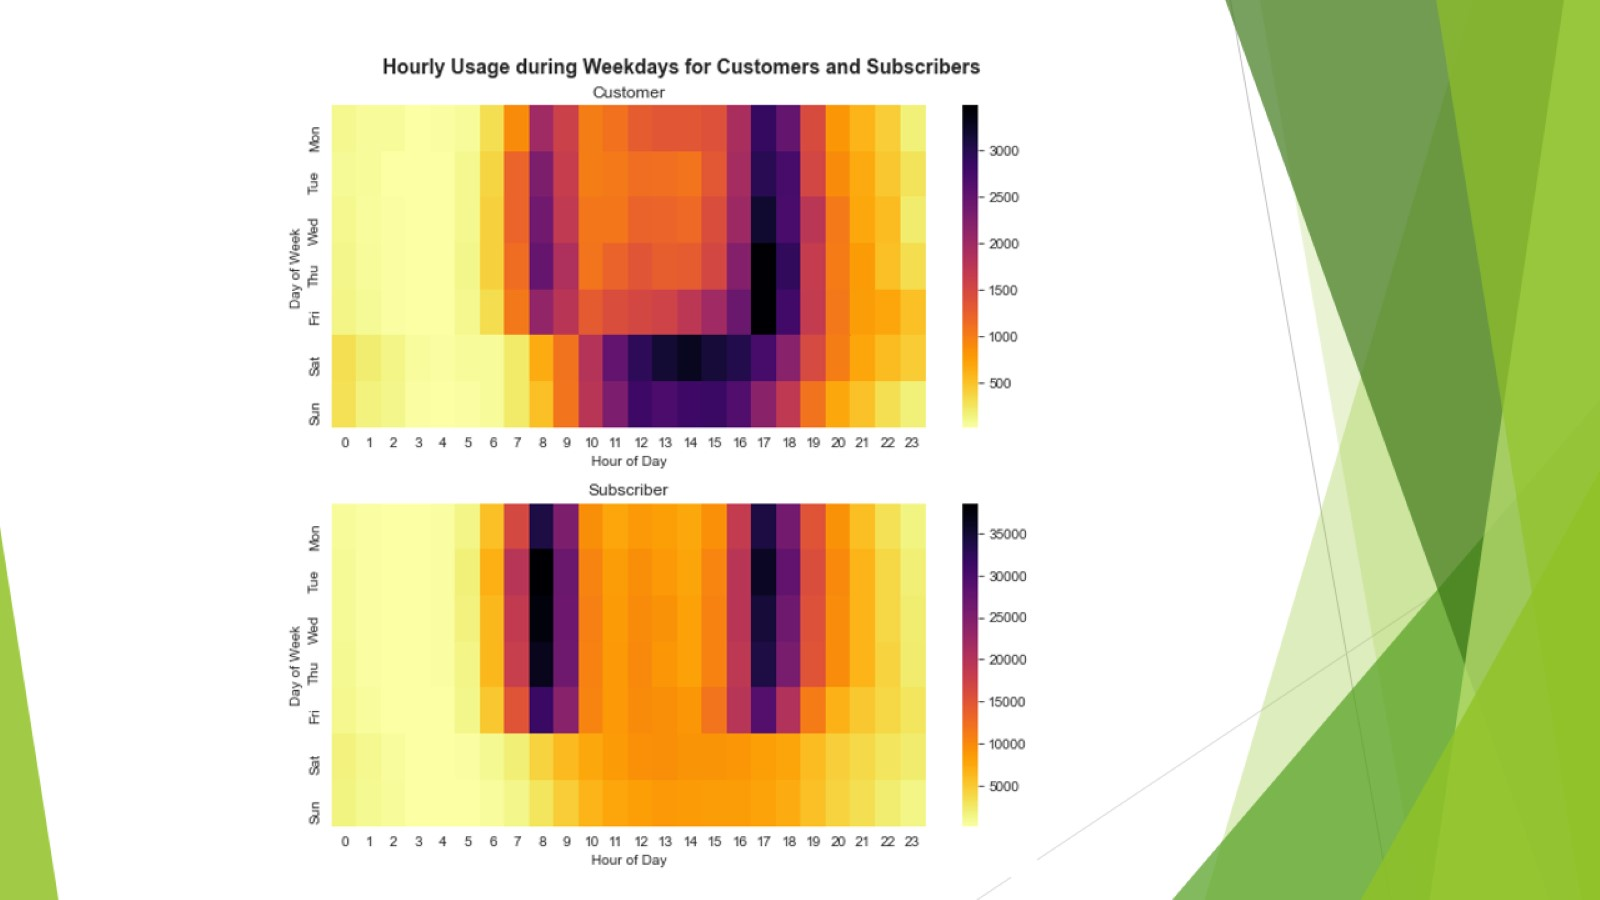 Hourly Usage during Weekdays for Customers and Subscribers
Customer
Day of Week
Mon
Tue
Wed
Thu
Fri
Sat
Sun
0 1 2 3 4 5 6 7 8 9 10 11 12 13 14 15 16 17 18 19 20 21 22 23
Hour of Day
3000
2500
2000
1500
1000
500
Subscriber
Day of Week
Mon
Tue
Wed
Thu
Fri
Sat
Sun
0 1 2 3 4 5 6 7 8 9 10 11 12 13 14 15 16 17 18 19 20 21 22 23
Hour of Day
35000
30000
25000
20000
15000
10000
5000